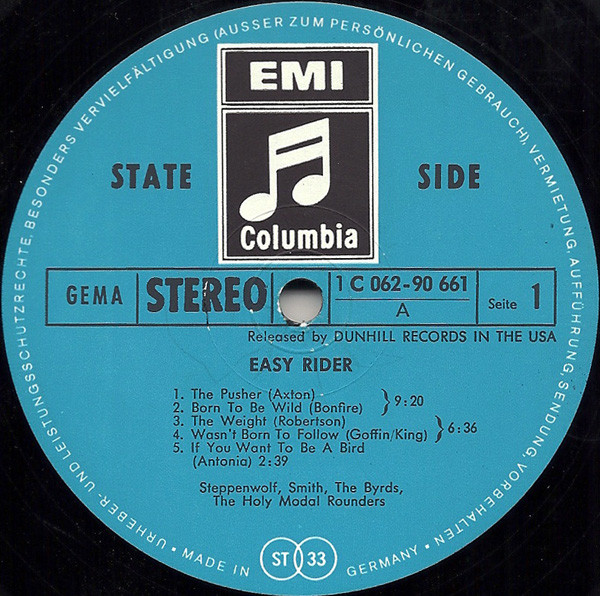 URHEBER- UND LEISTUNGSSCHUTZRECHTE, BESONDERS VERVIELFÄLTIGUNG (AUSSER ZUM PERSÖNLICHEN GEBRAUCH), VERMIETUNG, AUFFÜHRUNG, SENDUNG, VORBEHALTEN
EMI
STATE SIDE
Columbia
GEMA STEREO 1 C 062-90 661
A
Seite 1
Released by DUNHILL RECORDS IN THE USA
EASY RIDER
1. The Pusher (Axton)
2. Born To Be Wild (Bonfire) } 9:20
3. The Weight (Robertson)
4. Wasn't Born To Follow (Goffin/King) } 6:36
5. If You Want To Be A Bird
(Antonia) 2:39
Steppenwolf, Smith, The Byrds,
The Holy Modal Rounders
• MADE IN ST 33 GERMANY •